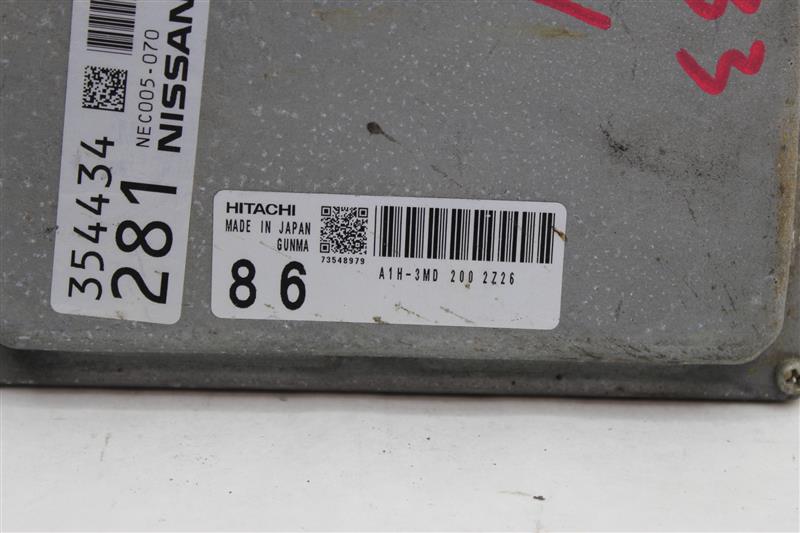 NISSAN
NEC005-070
354434
281
HITACHI
MADE IN JAPAN
GUNMA
73548979
86
A1H-3MD 200 2Z26